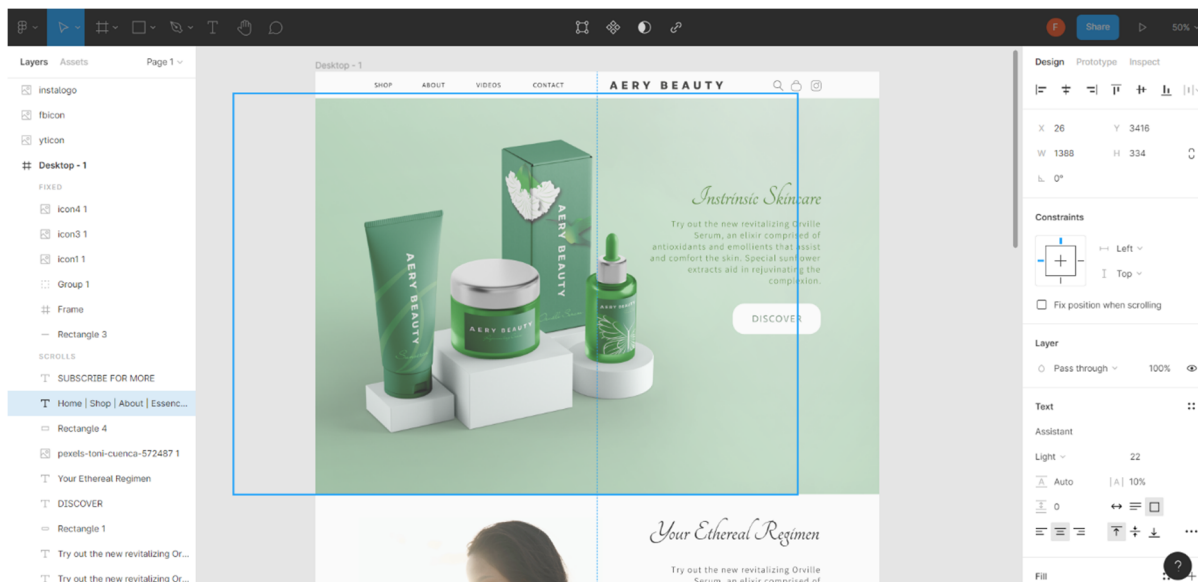 Share
50%
Layers
Assets
Page 1
instalogo
fbicon
yticon
Desktop - 1
FIXED
icon4 1
icon3 1
icon1 1
Group 1
Frame
Rectangle 3
SCROLLS
SUBSCRIBE FOR MORE
Home | Shop | About | Essenc...
Rectangle 4
pexels-toni-cuenca-572487 1
Your Ethereal Regimen
DISCOVER
Rectangle 1
Try out the new revitalizing Or...
Try out the new revitalizing Or...
Desktop - 1
SHOP
ABOUT
VIDEOS
CONTACT
AERY BEAUTY
AERY BEAUTY
AERY BEAUTY
AERY BEAUTY
AERY BEAUTY
Instrinsic Skincare
Try out the new revitalizing Orville
Serum, an elixir comprised of
antioxidants and emollients that assist
and comfort the skin. Special sunflower
extracts aid in rejuvinating the
complexion.
DISCOVER
Your Ethereal Regimen
Try out the new revitalizing Orville
Serum, an elixir comprised of
Design
Prototype
Inspect
X 26
Y 3416
W 1388
H 334
0°
Constraints
Left
Top
Fix position when scrolling
Layer
Pass through
100%
Text
Assistant
Light
22
Auto
|A| 10%
0
Fill
?
F